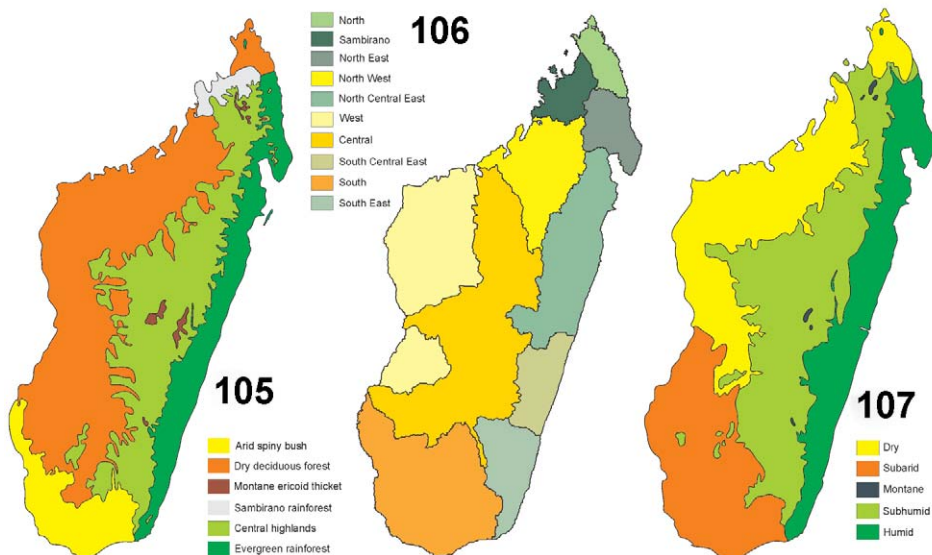 North
Sambirano
North East
North West
North Central East
West
Central
South Central East
South
South East
106
105
Arid spiny bush
Dry deciduous forest
Montane ericoid thicket
Sambirano rainforest
Central highlands
Evergreen rainforest
107
Dry
Subarid
Montane
Subhumid
Humid